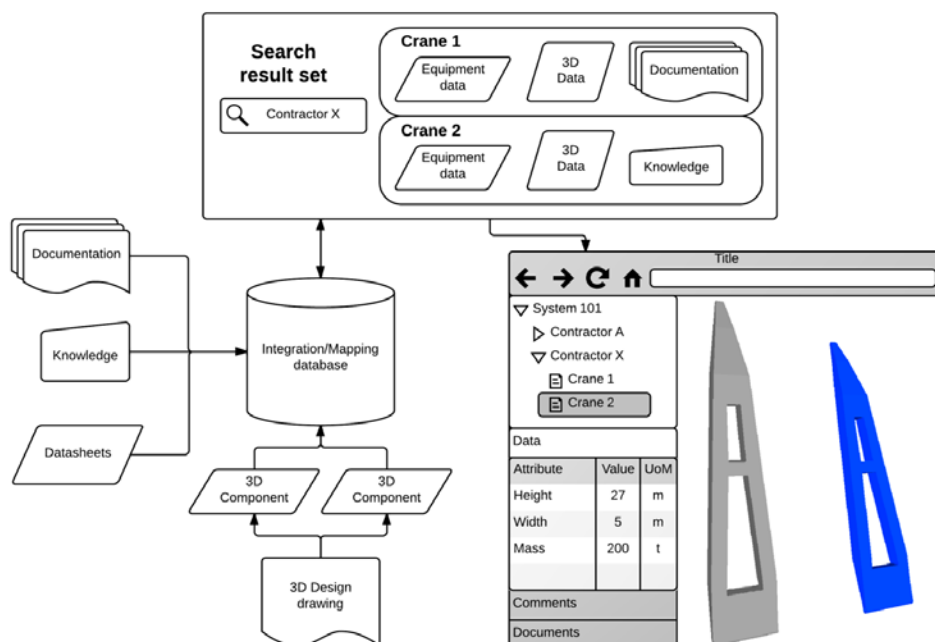 Search
result set
Contractor X
Crane 1
Equipment
data
3D
Data
Documentation
Crane 2
Equipment
data
3D
Data
Knowledge
Documentation
Knowledge
Datasheets
Integration/Mapping
database
3D
Component
3D
Component
3D Design
drawing
Title
System 101
Contractor A
Contractor X
Crane 1
Crane 2
Data
Attribute Value UoM
Height 27 m
Width 5 m
Mass 200 t
Comments
Documents